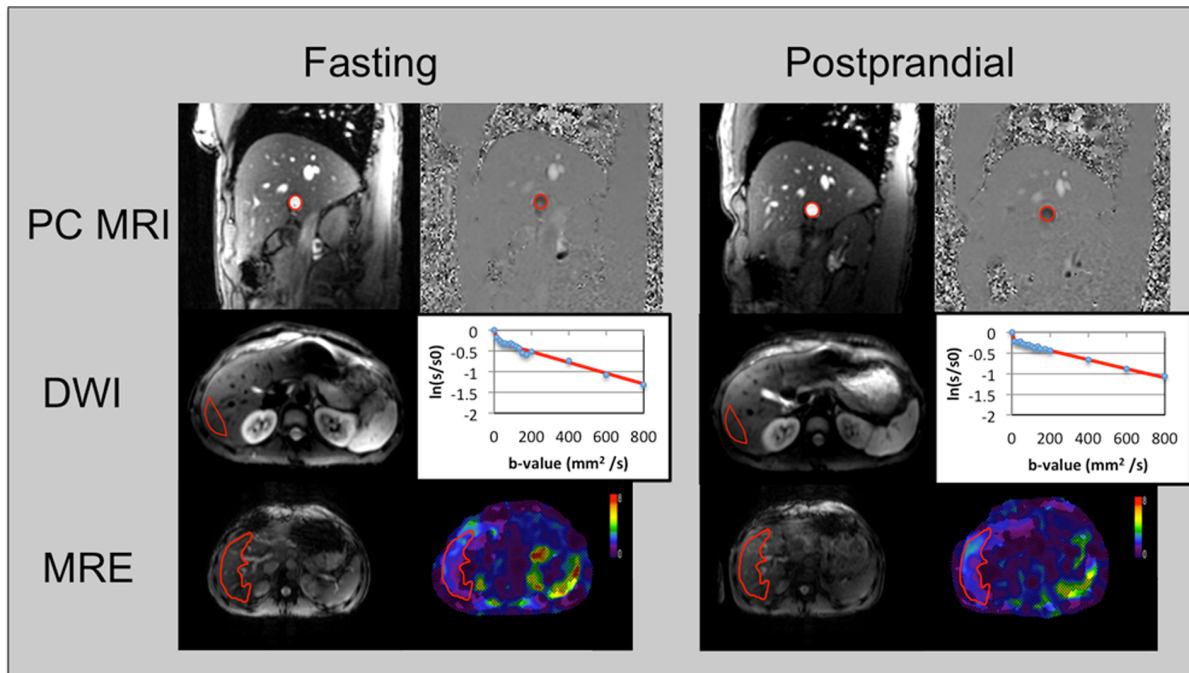 Fasting
Postprandial
PC MRI
DWI
ln(s/s0)
0
-0.5
-1
-1.5
-2
0 200 400 600 800
b-value (mm² /s)
ln(s/s0)
0
-0.5
-1
-1.5
-2
0 200 400 600 800
b-value (mm² /s)
MRE
8
0
8
0